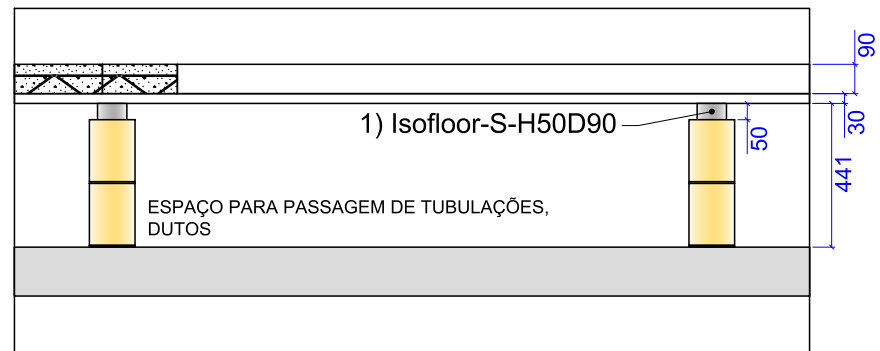 90
1) Isofloor-S-H50D90
30
50
441
ESPAÇO PARA PASSAGEM DE TUBULAÇÕES,
DUTOS